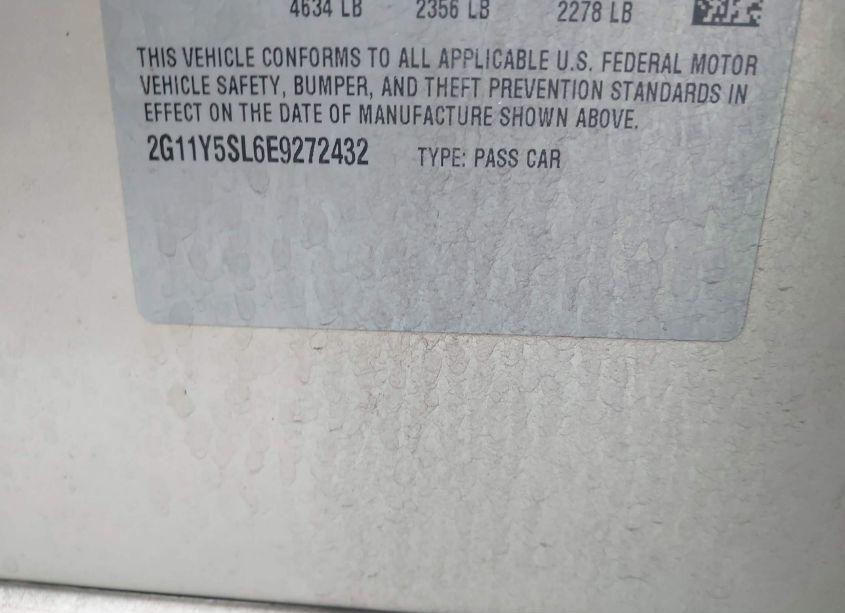 4634 LB 2356 LB 2278 LB
THIS VEHICLE CONFORMS TO ALL APPLICABLE U.S. FEDERAL MOTOR
VEHICLE SAFETY, BUMPER, AND THEFT PREVENTION STANDARDS IN
EFFECT ON THE DATE OF MANUFACTURE SHOWN ABOVE.
2G11Y5SL6E9272432 TYPE: PASS CAR